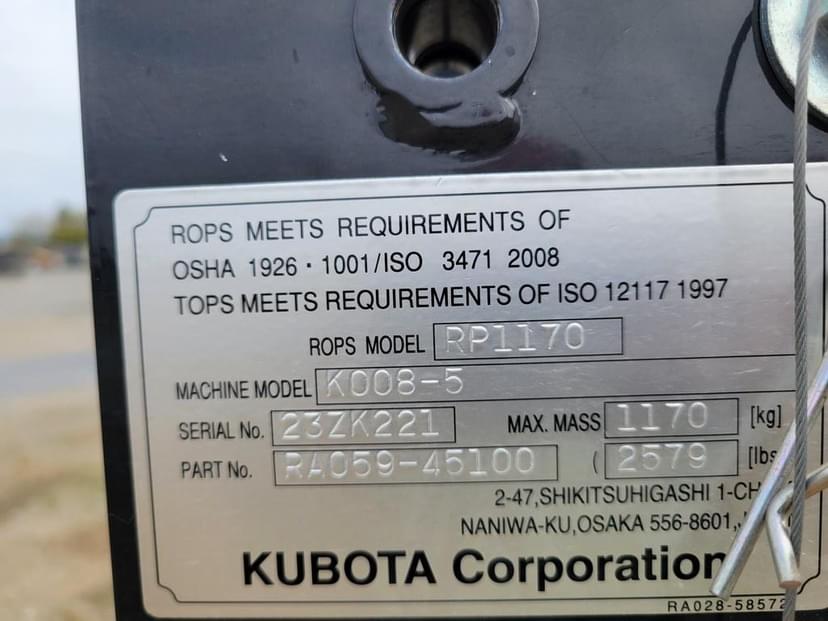 ROPS MEETS REQUIREMENTS OF
OSHA 1926・1001/ISO 3471 2008
TOPS MEETS REQUIREMENTS OF ISO 12117 1997
ROPS MODEL RP1170
MACHINE MODEL K008-5
SERIAL No. 23ZK221 MAX. MASS 1170 [kg]
PART No. RA059-45100 ( 2579 [lbs
2-47,SHIKITSUHIGASHI
NANIWA-KU,OSAKA 556-8601,
KUBOTA Corporation
RA028-58572